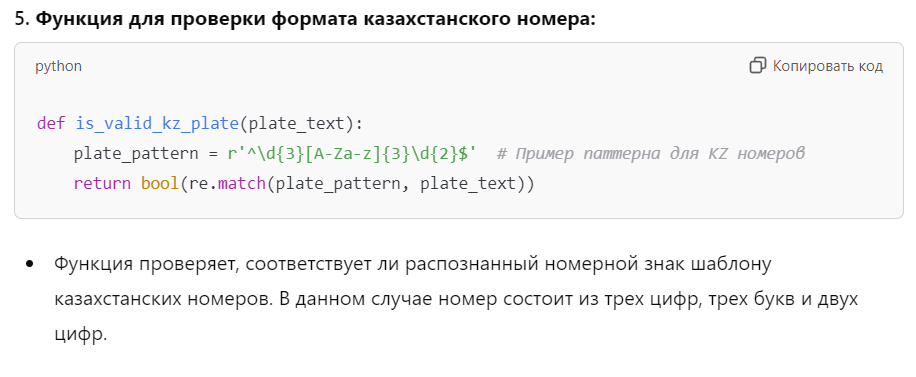 5. Функция для проверки формата казахстанского номера:
python
Копировать код
def is_valid_kz_plate(plate_text):
    plate_pattern = r'^\d{3}[A-Za-z]{3}\d{2}$'  # Пример паттерна для KZ номеров
    return bool(re.match(plate_pattern, plate_text))
• Функция проверяет, соответствует ли распознанный номерной знак шаблону
казахстанских номеров. В данном случае номер состоит из трех цифр, трех букв и двух
цифр.